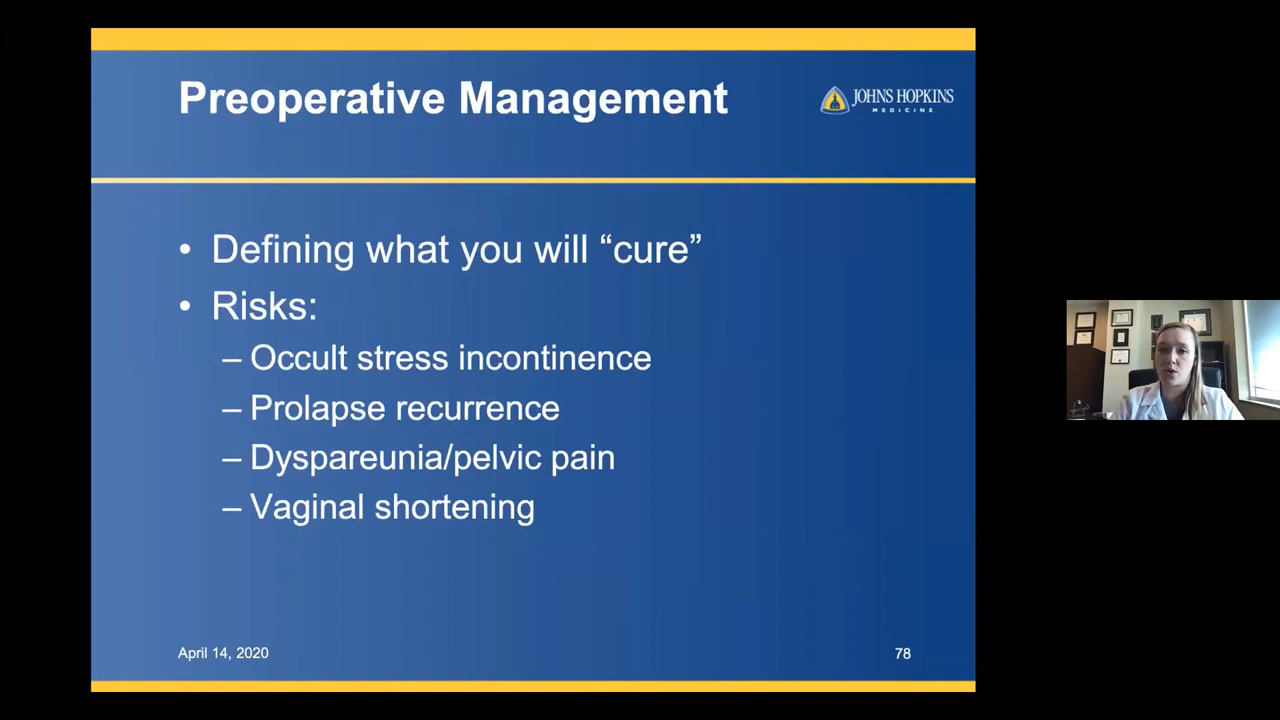 Preoperative Management
JOHNS HOPKINS
MEDICINE
• Defining what you will “cure”
• Risks:
– Occult stress incontinence
– Prolapse recurrence
– Dyspareunia/pelvic pain
– Vaginal shortening
April 14, 2020
78